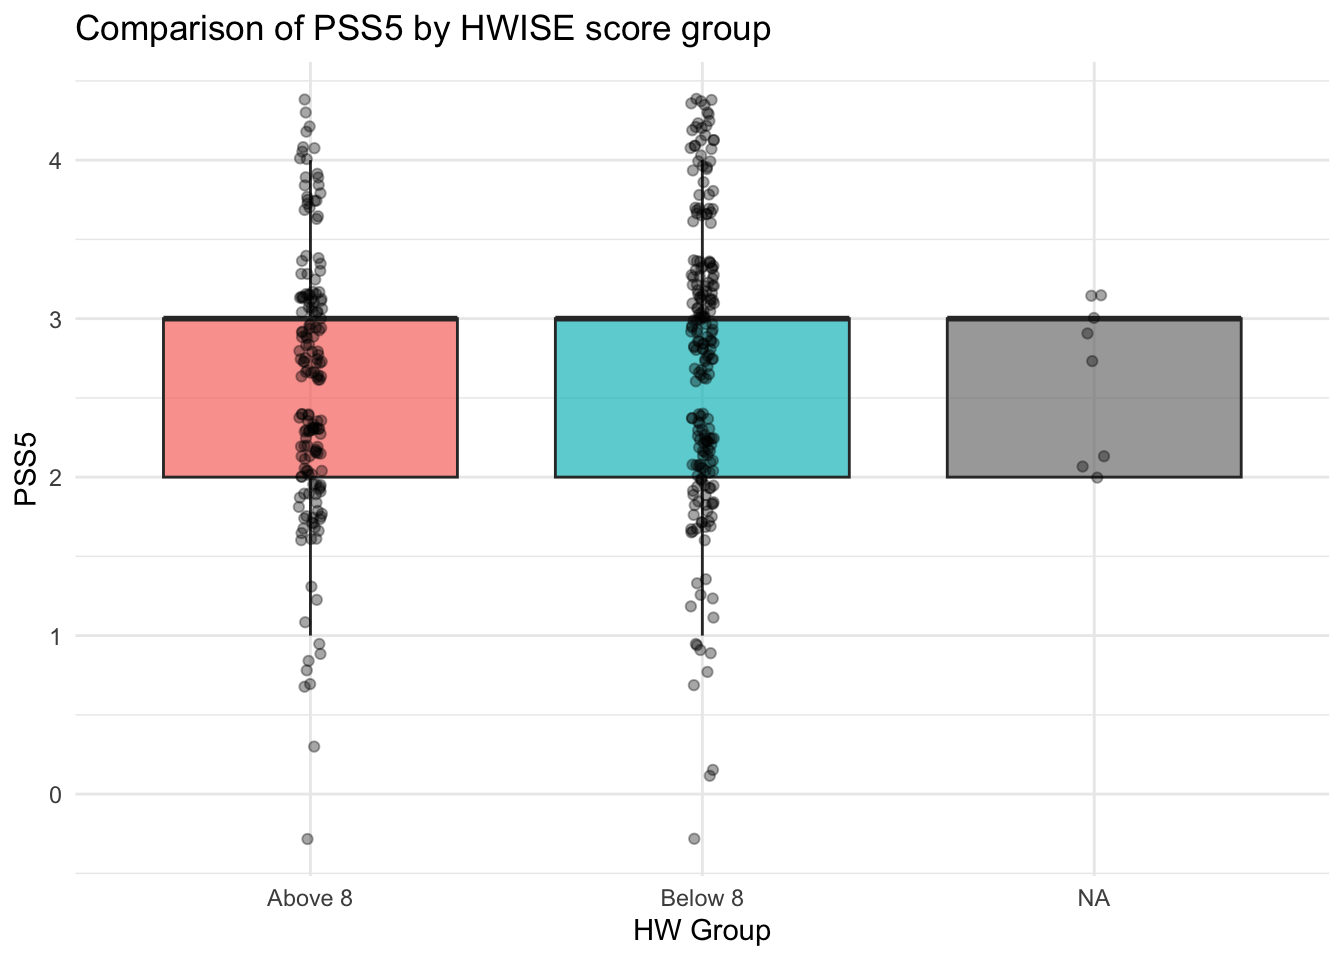 Comparison of PSS5 by HWISE score group
PSS5
4
3
2
1
0
Above 8
Below 8
NA
HW Group